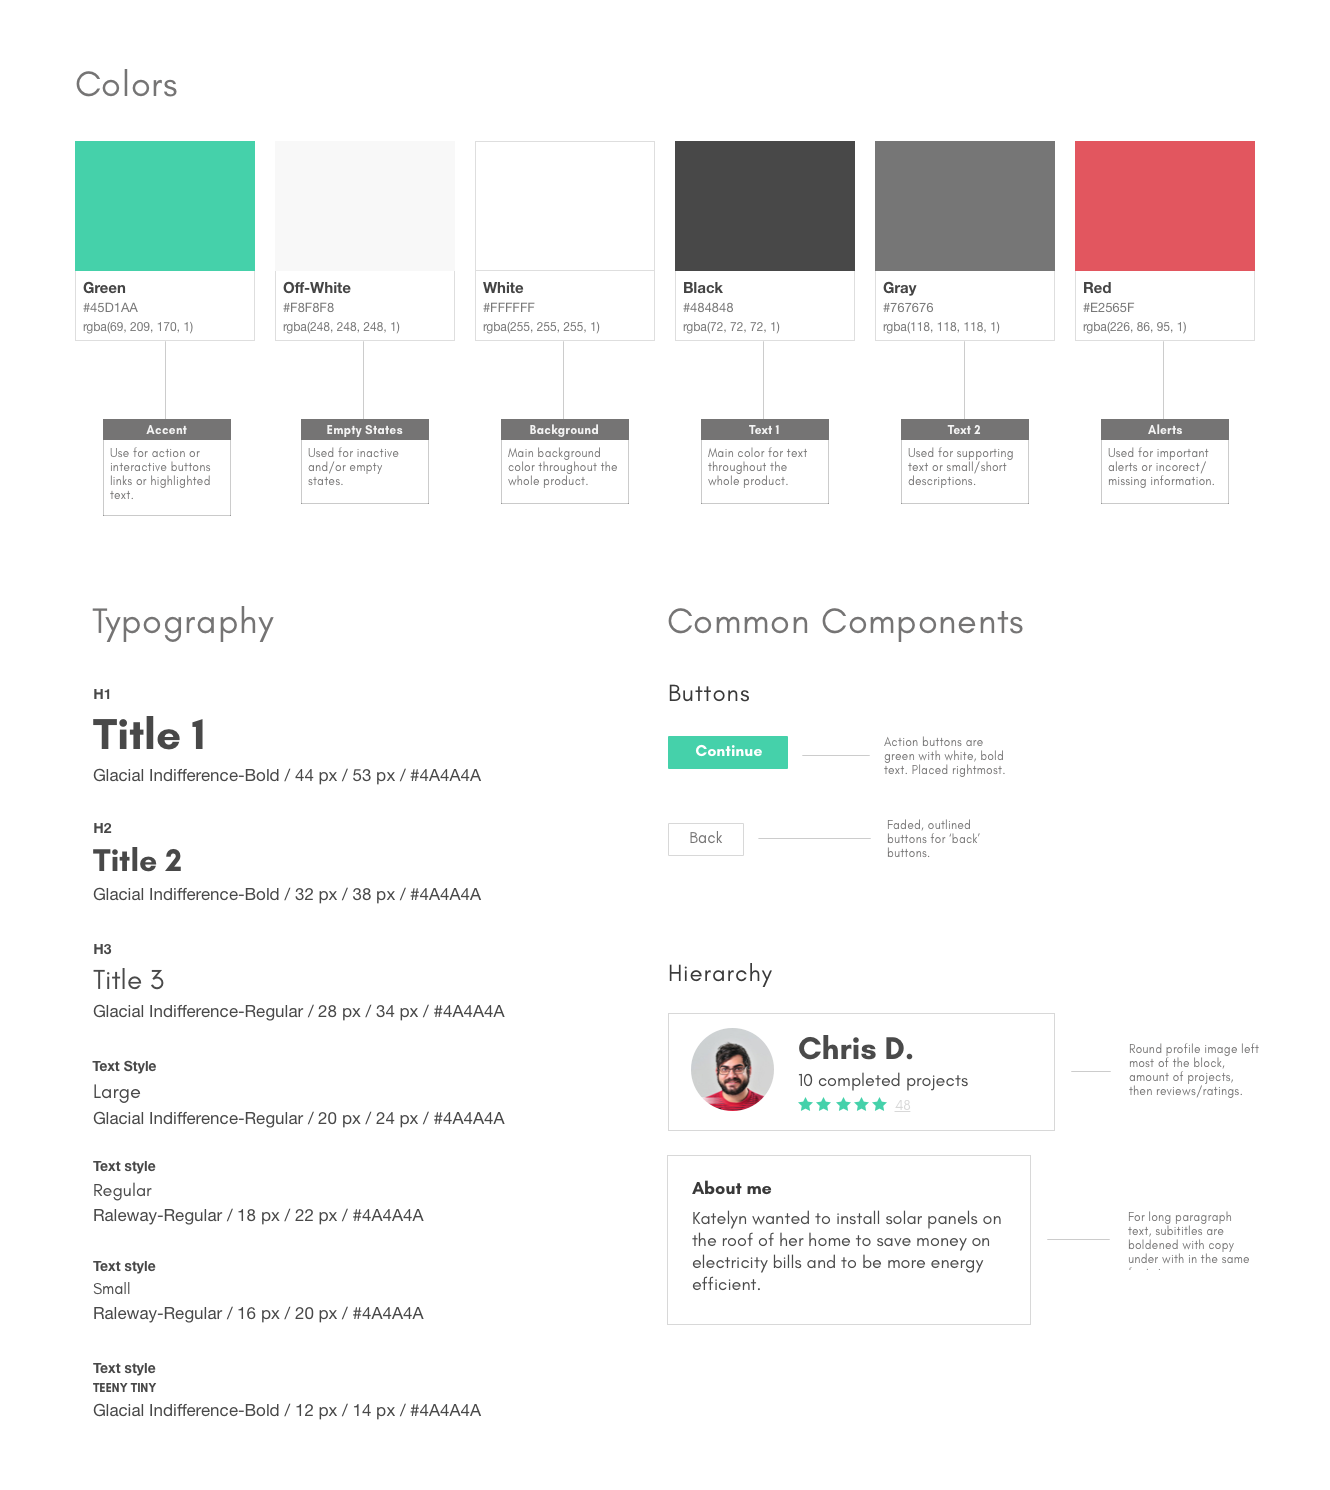 Colors
Green
#45D1AA
rgba(69, 209, 170, 1)
Off-White
#F8F8F8
rgba(248, 248, 248, 1)
White
#FFFFFF
rgba(255, 255, 255, 1)
Black
#484848
rgba(72, 72, 72, 1)
Gray
#767676
rgba(118, 118, 118, 1)
Red
#E2565F
rgba(226, 86, 95, 1)
Accent
Use for action or
interactive buttons
links or highlighted
text.
Empty States
Used for inactive
and/or empty
states.
Background
Main background
color throughout the
whole product.
Text 1
Main color for text
throughout the
whole product.
Text 2
Used for supporting
text or small/short
descriptions.
Alerts
Used for important
alerts or incorect/
missing information.
Typography
H1
Title 1
Glacial Indifference-Bold / 44 px / 53 px / #4A4A4A
H2
Title 2
Glacial Indifference-Bold / 32 px / 38 px / #4A4A4A
H3
Title 3
Glacial Indifference-Regular / 28 px / 34 px / #4A4A4A
Text Style
Large
Glacial Indifference-Regular / 20 px / 24 px / #4A4A4A
Text style
Regular
Raleway-Regular / 18 px / 22 px / #4A4A4A
Text style
Small
Raleway-Regular / 16 px / 20 px / #4A4A4A
Text style
TEENY TINY
Glacial Indifference-Bold / 12 px / 14 px / #4A4A4A
Common Components
Buttons
Continue
Action buttons are
green with white, bold
text. Placed rightmost.
Back
Faded, outlined
buttons for ‘back’
buttons.
Hierarchy
Chris D.
10 completed projects
48
Round profile image left
most of the block,
amount of projects,
then reviews/ratings.
About me
Katelyn wanted to install solar panels on
the roof of her home to save money on
electricity bills and to be more energy
efficient.
For long paragraph
text, subititles are
boldened with copy
under with in the same